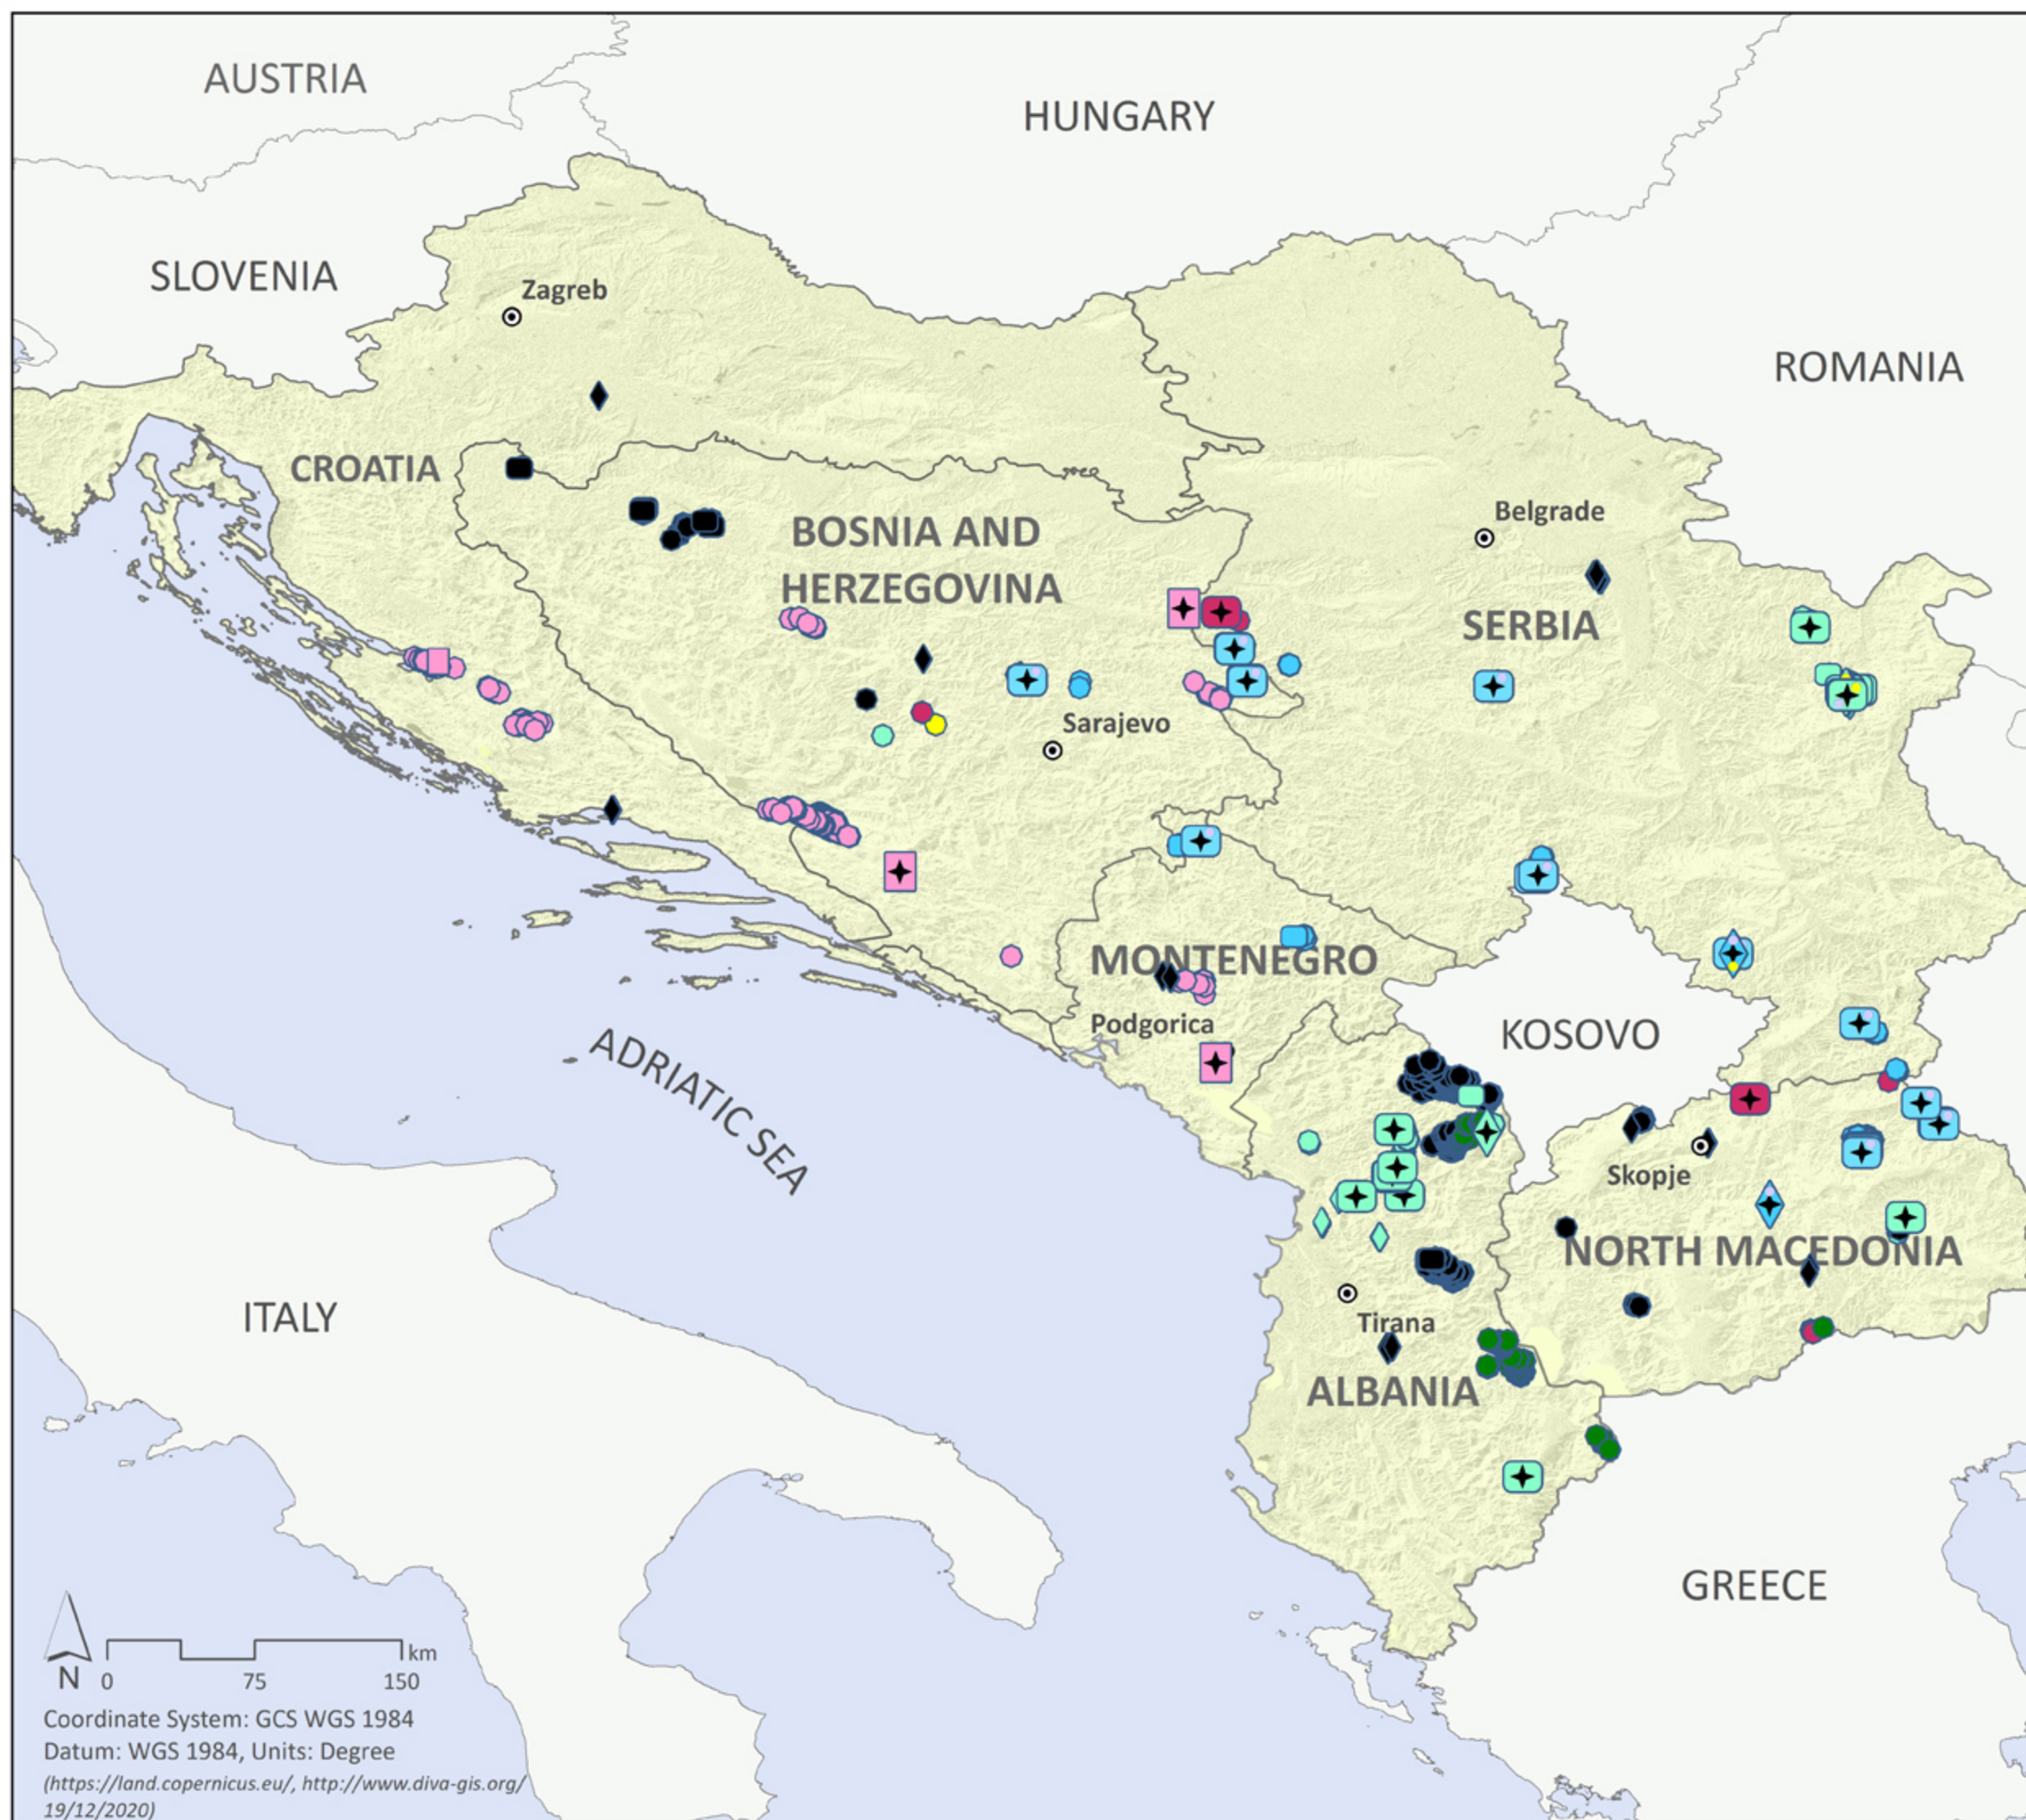 AUSTRIA
HUNGARY
SLOVENIA
Zagreb
ROMANIA
CROATIA
Belgrade
BOSNIA AND
HERZEGOVINA
SERBIA
Sarajevo
MONTENEGRO
Podgorica
KOSOVO
ADRIATIC SEA
Skopje
NORTH MACEDONIA
ITALY
Tirana
ALBANIA
GREECE
km
N 0 75 150
Coordinate System: GCS WGS 1984
Datum: WGS 1984, Units: Degree
(https://land.copernicus.eu/, http://www.diva-gis.org/
19/12/2020)